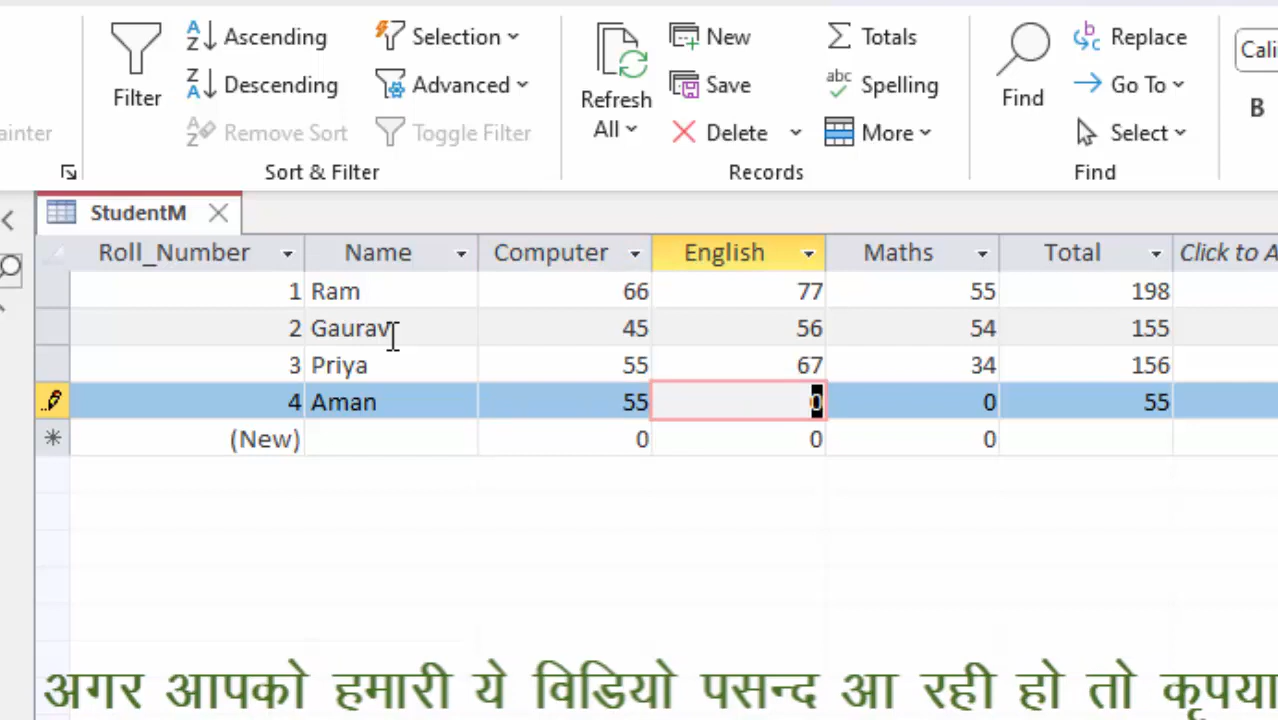 Ascending Selection New Totals Replace Cali
Filter Descending Advanced Refresh All Save Spelling Find Go To B
ainter Remove Sort Toggle Filter Delete More Select
Sort & Filter Records Find
StudentM
Roll_Number Name Computer English Maths Total Click to A
1 Ram 66 77 55 198
2 Gaurav 45 56 54 155
3 Priya 55 67 34 156
4 Aman 55 0 0 55
(New) 0 0 0
अगर आपको हमारी ये विडियो पसन्द आ रही हो तो कृपया